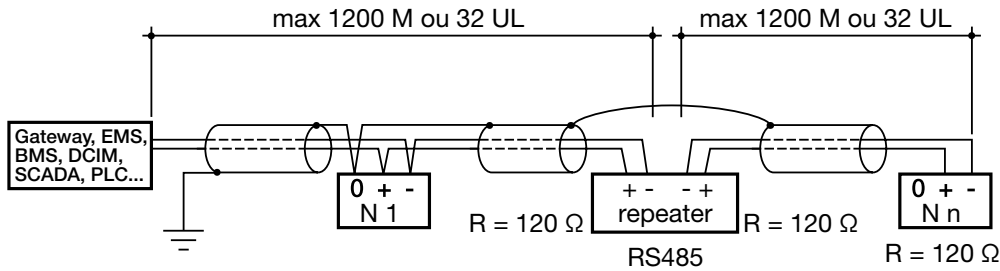 max 1200 M ou 32 UL
max 1200 M ou 32 UL
Gateway, EMS,
BMS, DCIM,
SCADA, PLC...
0 + -
N 1
R = 120 Ω
+ - - +
repeater
RS485
R = 120 Ω
0 + -
N n
R = 120 Ω